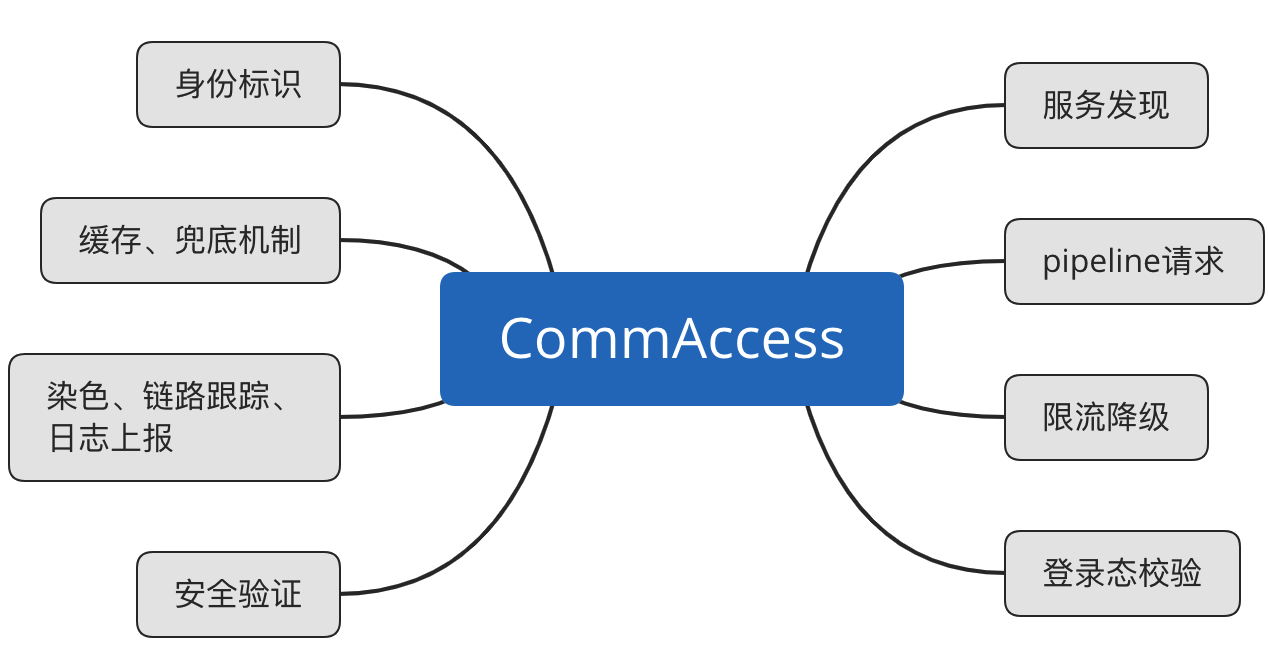 身份标识
缓存、兜底机制
染色、链路跟踪、
日志上报
安全验证
CommAccess
服务发现
pipeline请求
限流降级
登录态校验